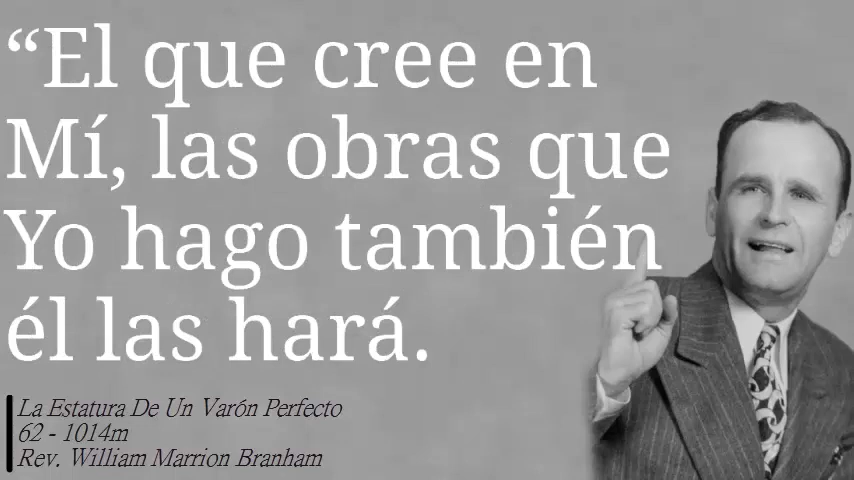 “El que cree en
Mí, las obras que
Yo hago también
él las hará.
La Estatura De Un Varón Perfecto
62 - 1014m
Rev. William Marrion Branham